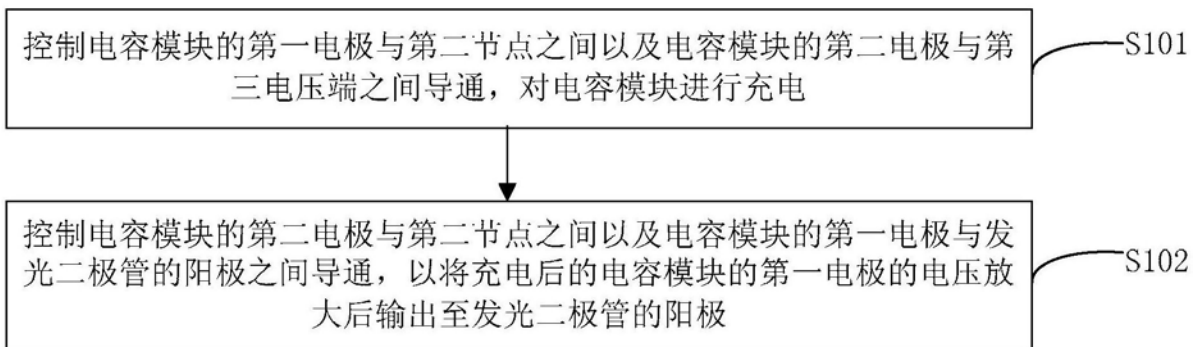 控制电容模块的第一电极与第二节点之间以及电容模块的第二电极与第
三电压端之间导通，对电容模块进行充电
S101
控制电容模块的第二电极与第二节点之间以及电容模块的第一电极与发
光二极管的阳极之间导通，以将充电后的电容模块的第一电极的电压放
大后输出至发光二极管的阳极
S102